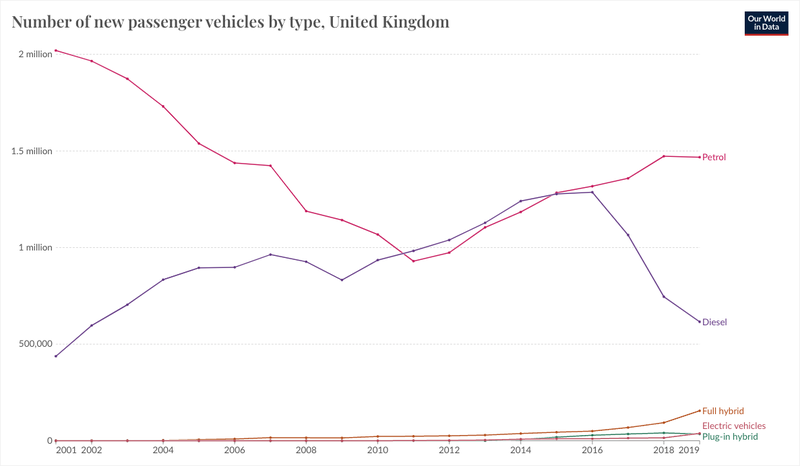 Number of new passenger vehicles by type, United Kingdom
Our World
in Data
2 million
1.5 million
1 million
500,000
0
Petrol
Diesel
Full hybrid
Electric vehicles
Plug-in hybrid
2001 2002 2004 2006 2008 2010 2012 2014 2016 2018 2019